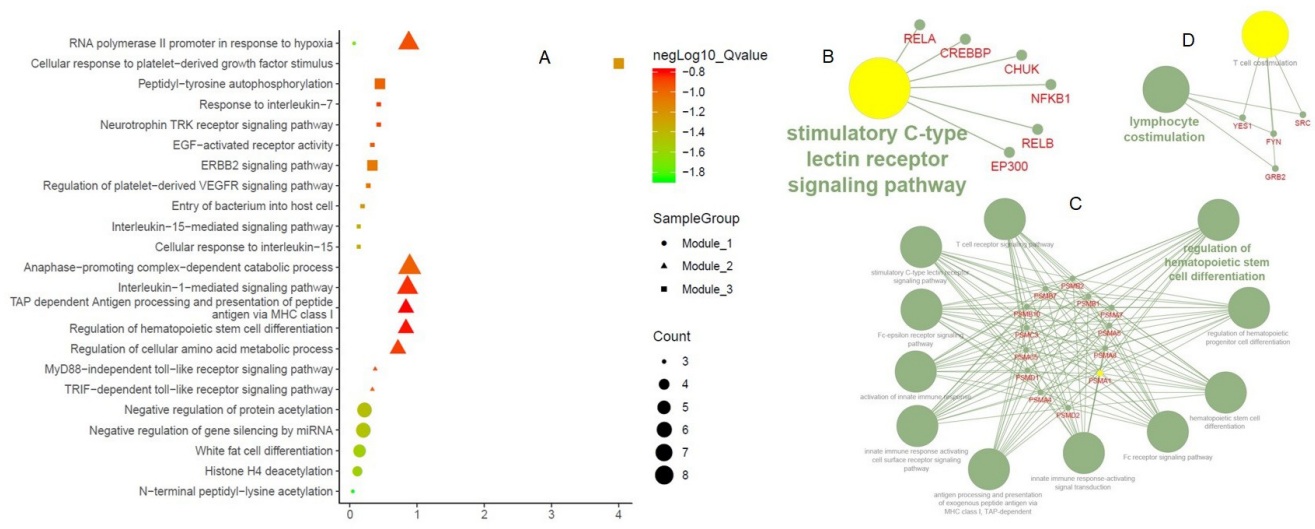 RNA polymerase II promoter in response to hypoxia
Cellular response to platelet−derived growth factor stimulus
Peptidyl−tyrosine autophosphorylation
Response to interleukin−7
Neurotrophin TRK receptor signaling pathway
EGF−activated receptor activity
ERBB2 signaling pathway
Regulation of platelet−derived VEGFR signaling pathway
Entry of bacterium into host cell
Interleukin−15−mediated signaling pathway
Cellular response to interleukin−15
Anaphase−promoting complex−dependent catabolic process
Interleukin−1−mediated signaling pathway
TAP dependent Antigen processing and presentation of peptide
antigen via MHC class I
Regulation of hematopoietic stem cell differentiation
Regulation of cellular amino acid metabolic process
MyD88−independent toll−like receptor signaling pathway
TRIF−dependent toll−like receptor signaling pathway
Negative regulation of protein acetylation
Negative regulation of gene silencing by miRNA
White fat cell differentiation
Histone H4 deacetylation
N−terminal peptidyl−lysine acetylation
0
1
2
3
4
A
negLog10_Qvalue
−0.8
−1.0
−1.2
−1.4
−1.6
−1.8
SampleGroup
Module_1
Module_2
Module_3
Count
3
4
5
6
7
8
B
RELA
CREBBP
CHUK
NFKB1
RELB
EP300
stimulatory C-type
lectin receptor
signaling pathway
D
T cell costimulation
lymphocyte
costimulation
YES1
SRC
FYN
GRB2
C
T cell receptor signaling pathway
regulation of
hematopoietic stem
cell differentiation
stimulatory C-type lectin receptor
signaling pathway
Fc-epsilon receptor signaling
pathway
activation of innate immune response
innate immune response activating
cell surface receptor signaling
pathway
antigen processing and presentation
of exogenous peptide antigen via
MHC class I, TAP-dependent
innate immune response-activating
signal transduction
Fc receptor signaling pathway
hematopoietic stem cell
differentiation
regulation of hematopoietic
progenitor cell differentiation
PSMB2
PSMB7
PSMB1
PSMB10
PSMA7
PSMC3
PSMC5
PSMD1
PSMA1
PSMA4
PSMD2